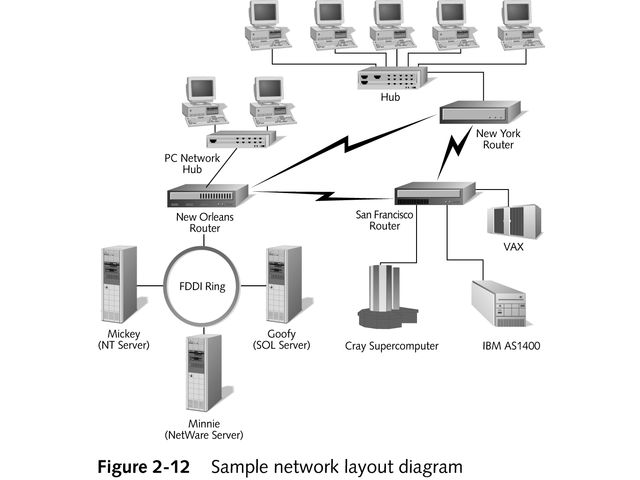 Hub
New York
Router
PC Network
Hub
New Orleans
Router
San Francisco
Router
VAX
FDDI Ring
Mickey
(NT Server)
Goofy
(SOL Server)
Cray Supercomputer
IBM AS1400
Minnie
(NetWare Server)
Figure 2-12 Sample network layout diagram